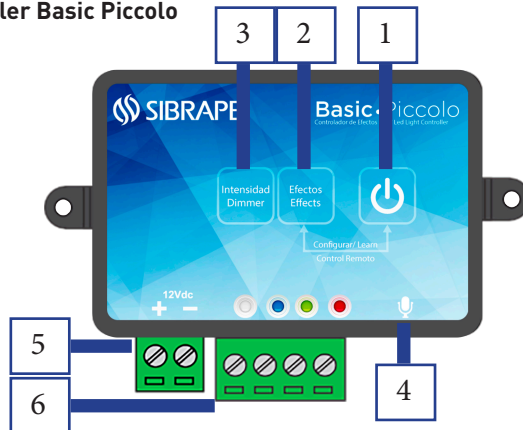 ler Basic Piccolo
3
2
1
SIBRAPE
Basic Piccolo
Controlador de Efectos Led Light Controller
Intensidad
Dimmer
Efectos
Effects
Configurar/ Learn
Control Remoto
12Vdc
+ −
5
6
4